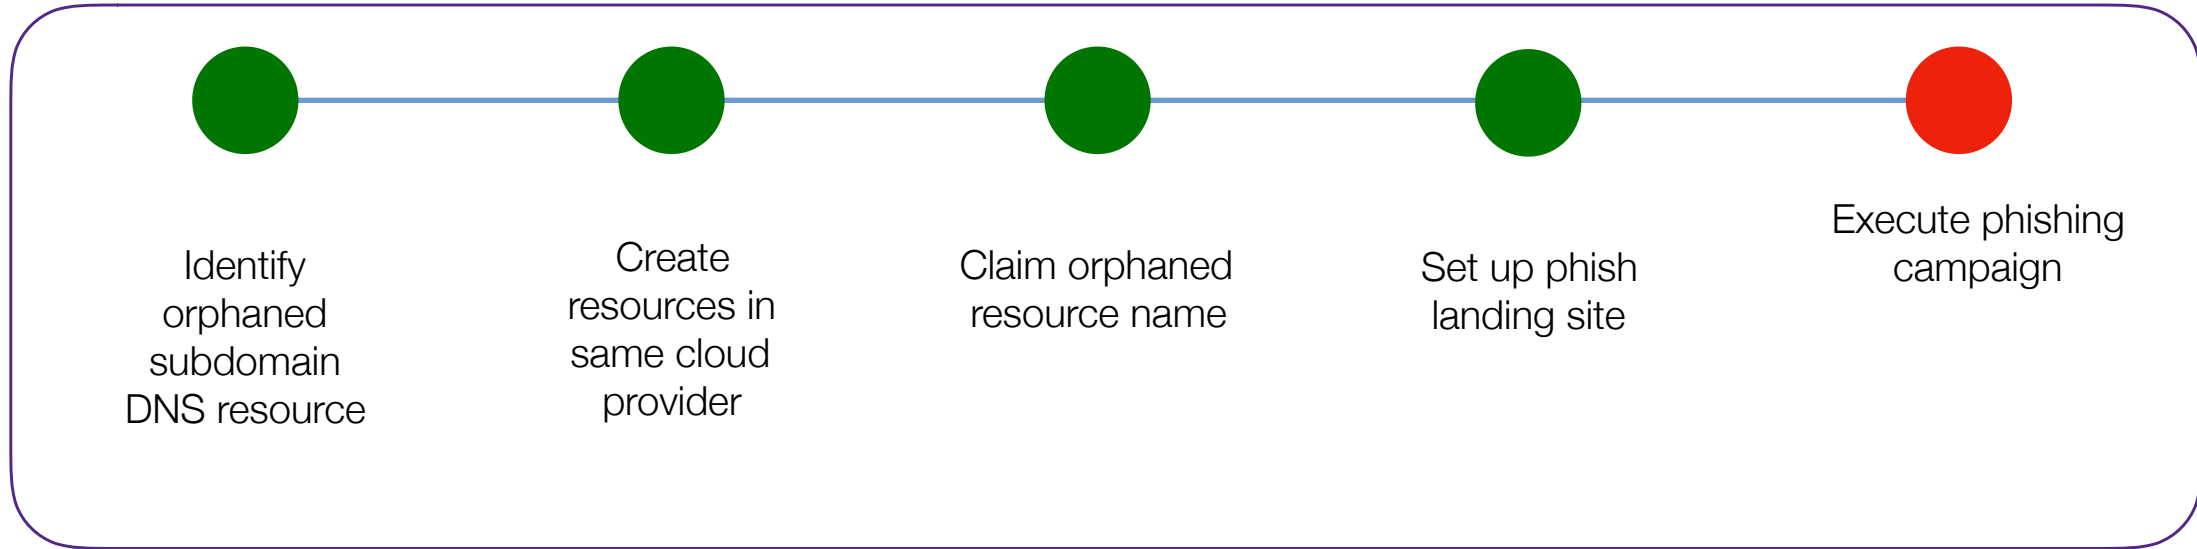 Identify
orphaned
subdomain
DNS resource
Create
resources in
same cloud
provider
Claim orphaned
resource name
Set up phish
landing site
Execute phishing
campaign